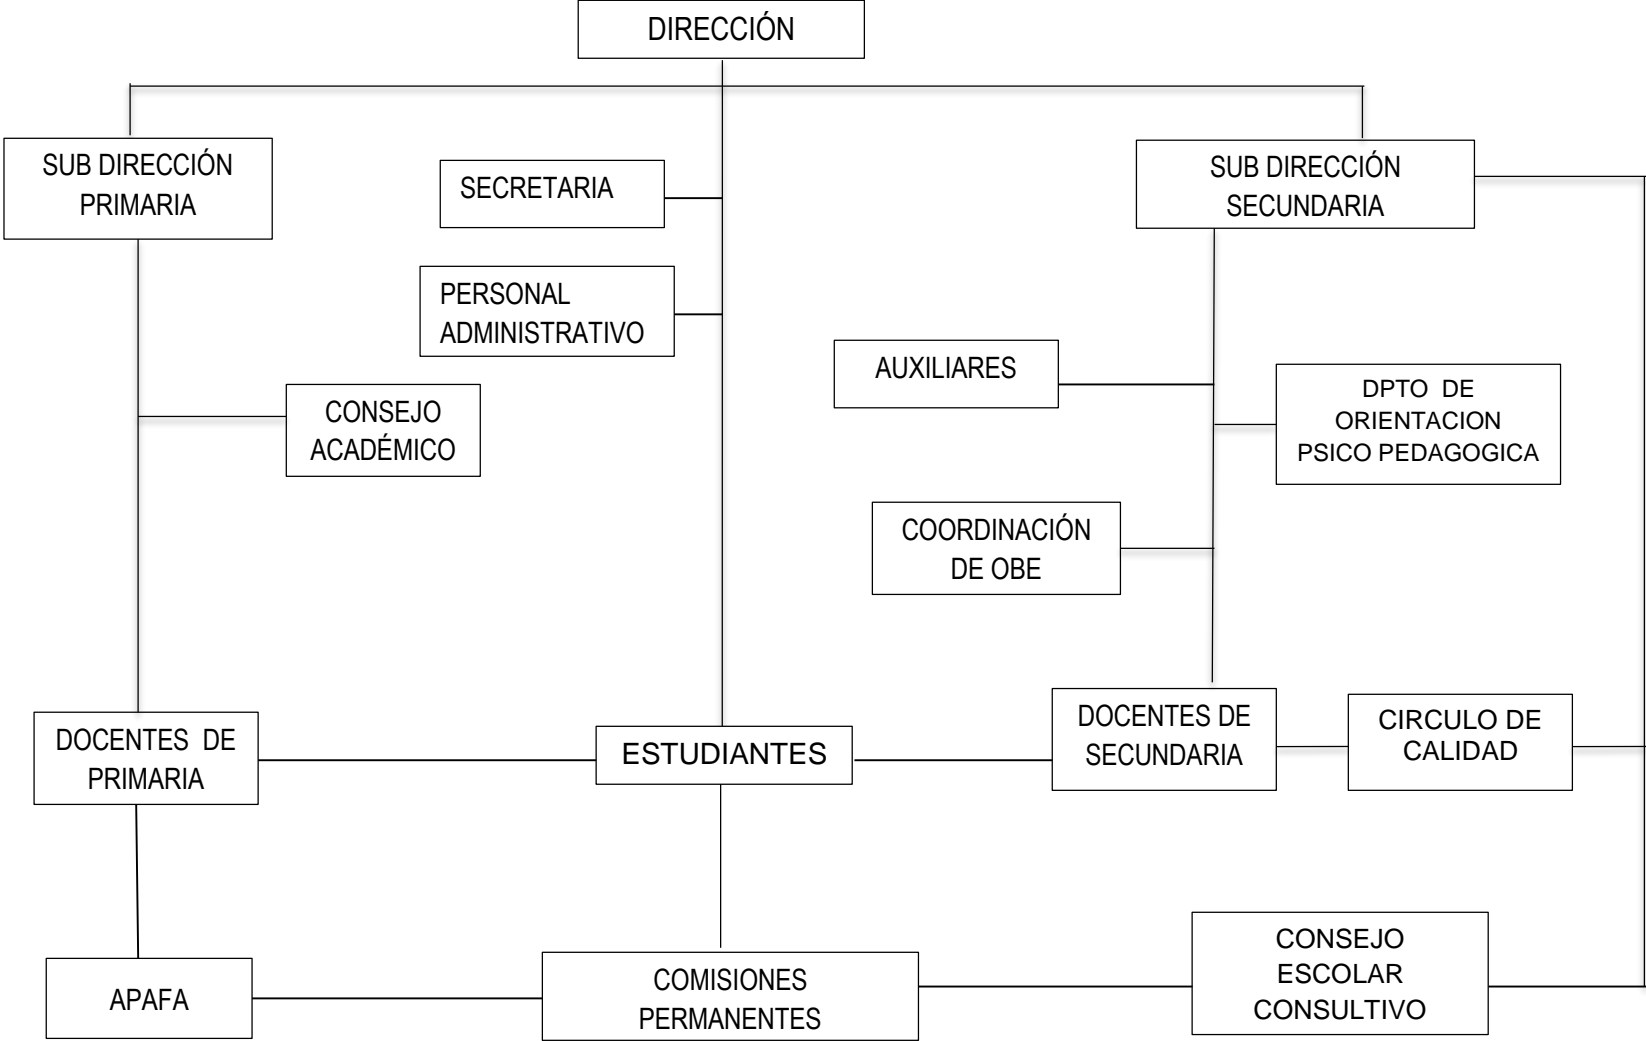 DIRECCIÓN
SUB DIRECCIÓN
PRIMARIA
SECRETARIA
SUB DIRECCIÓN
SECUNDARIA
PERSONAL
ADMINISTRATIVO
AUXILIARES
CONSEJO
ACADÉMICO
DPTO DE
ORIENTACION
PSICO PEDAGOGICA
COORDINACIÓN
DE OBE
DOCENTES DE
PRIMARIA
ESTUDIANTES
DOCENTES DE
SECUNDARIA
CIRCULO DE
CALIDAD
APAFA
COMISIONES
PERMANENTES
CONSEJO
ESCOLAR
CONSULTIVO